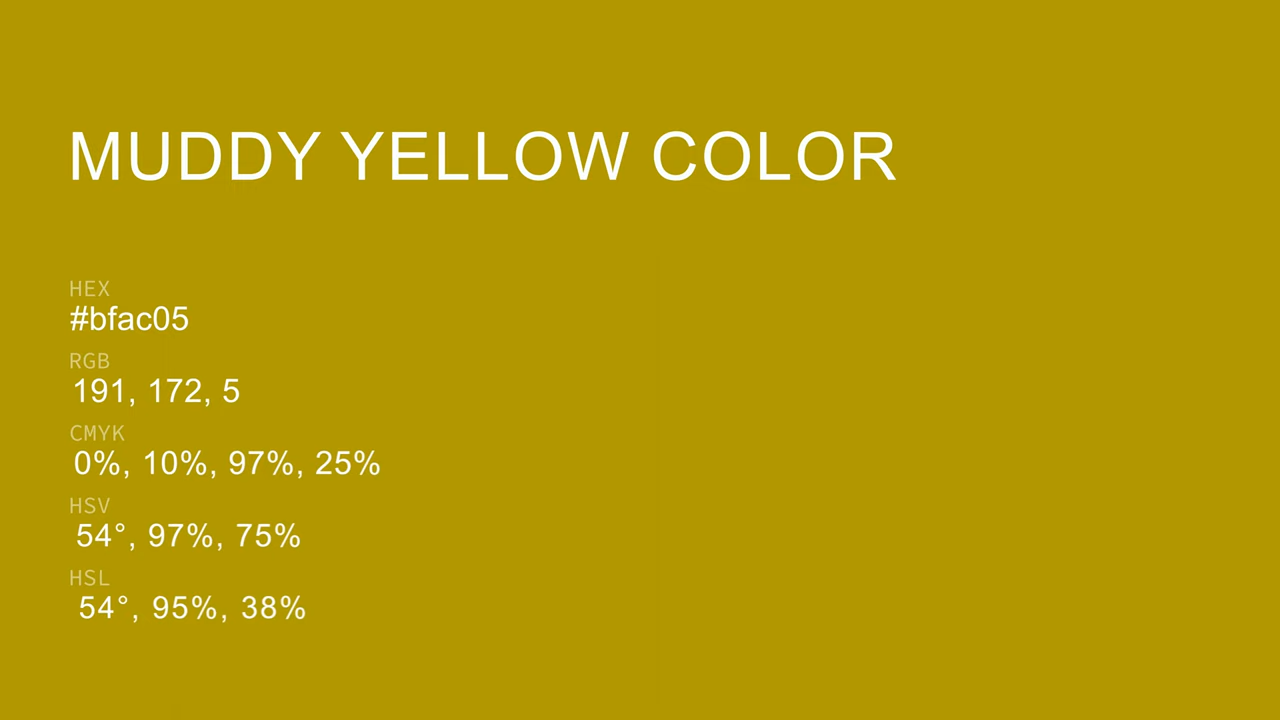 MUDDY YELLOW COLOR
HEX
#bfac05
RGB
191, 172, 5
CMYK
0%, 10%, 97%, 25%
HSV
54°, 97%, 75%
HSL
54°, 95%, 38%